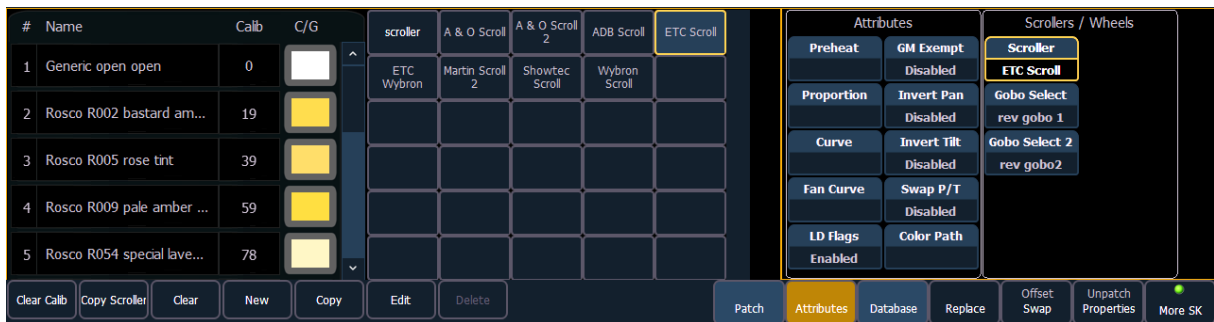 # Name Calib C/G
1 Generic open open 0
2 Rosco R002 bastard am... 19
3 Rosco R005 rose tint 39
4 Rosco R009 pale amber ... 59
5 Rosco R054 special lave... 78
scroller A & O Scroll A & O Scroll 2 ADB Scroll ETC Scroll
ETC Wybron Martin Scroll 2 Showtec Scroll Wybron Scroll
Attributes
Preheat GM Exempt
Disabled
Proportion Invert Pan
Disabled
Curve Invert Tilt
Disabled
Fan Curve Swap P/T
Disabled
LD Flags Color Path
Enabled
Scrollers / Wheels
Scroller
ETC Scroll
Gobo Select
rev gobo 1
Gobo Select 2
rev gobo2
Clear Calib Copy Scroller Clear New Copy Edit Delete Patch Attributes Database Replace Offset Swap Unpatch Properties More SK